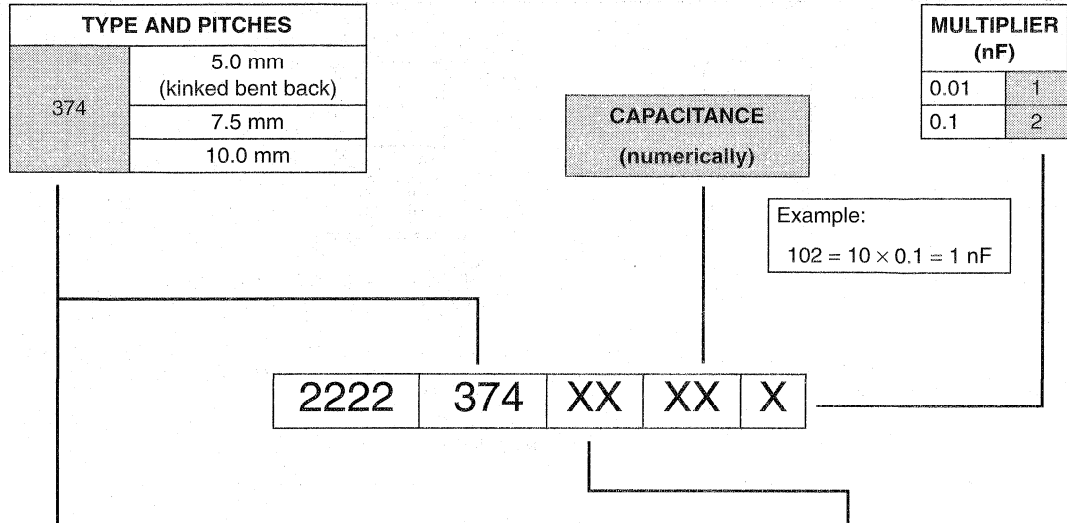 TYPE AND PITCHES
374
5.0 mm
(kinked bent back)
7.5 mm
10.0 mm
CAPACITANCE
(numerically)
MULTIPLIER
(nF)
0.01 1
0.1 2
Example:
102 = 10 × 0.1 = 1 nF
2222 374 XX XX X